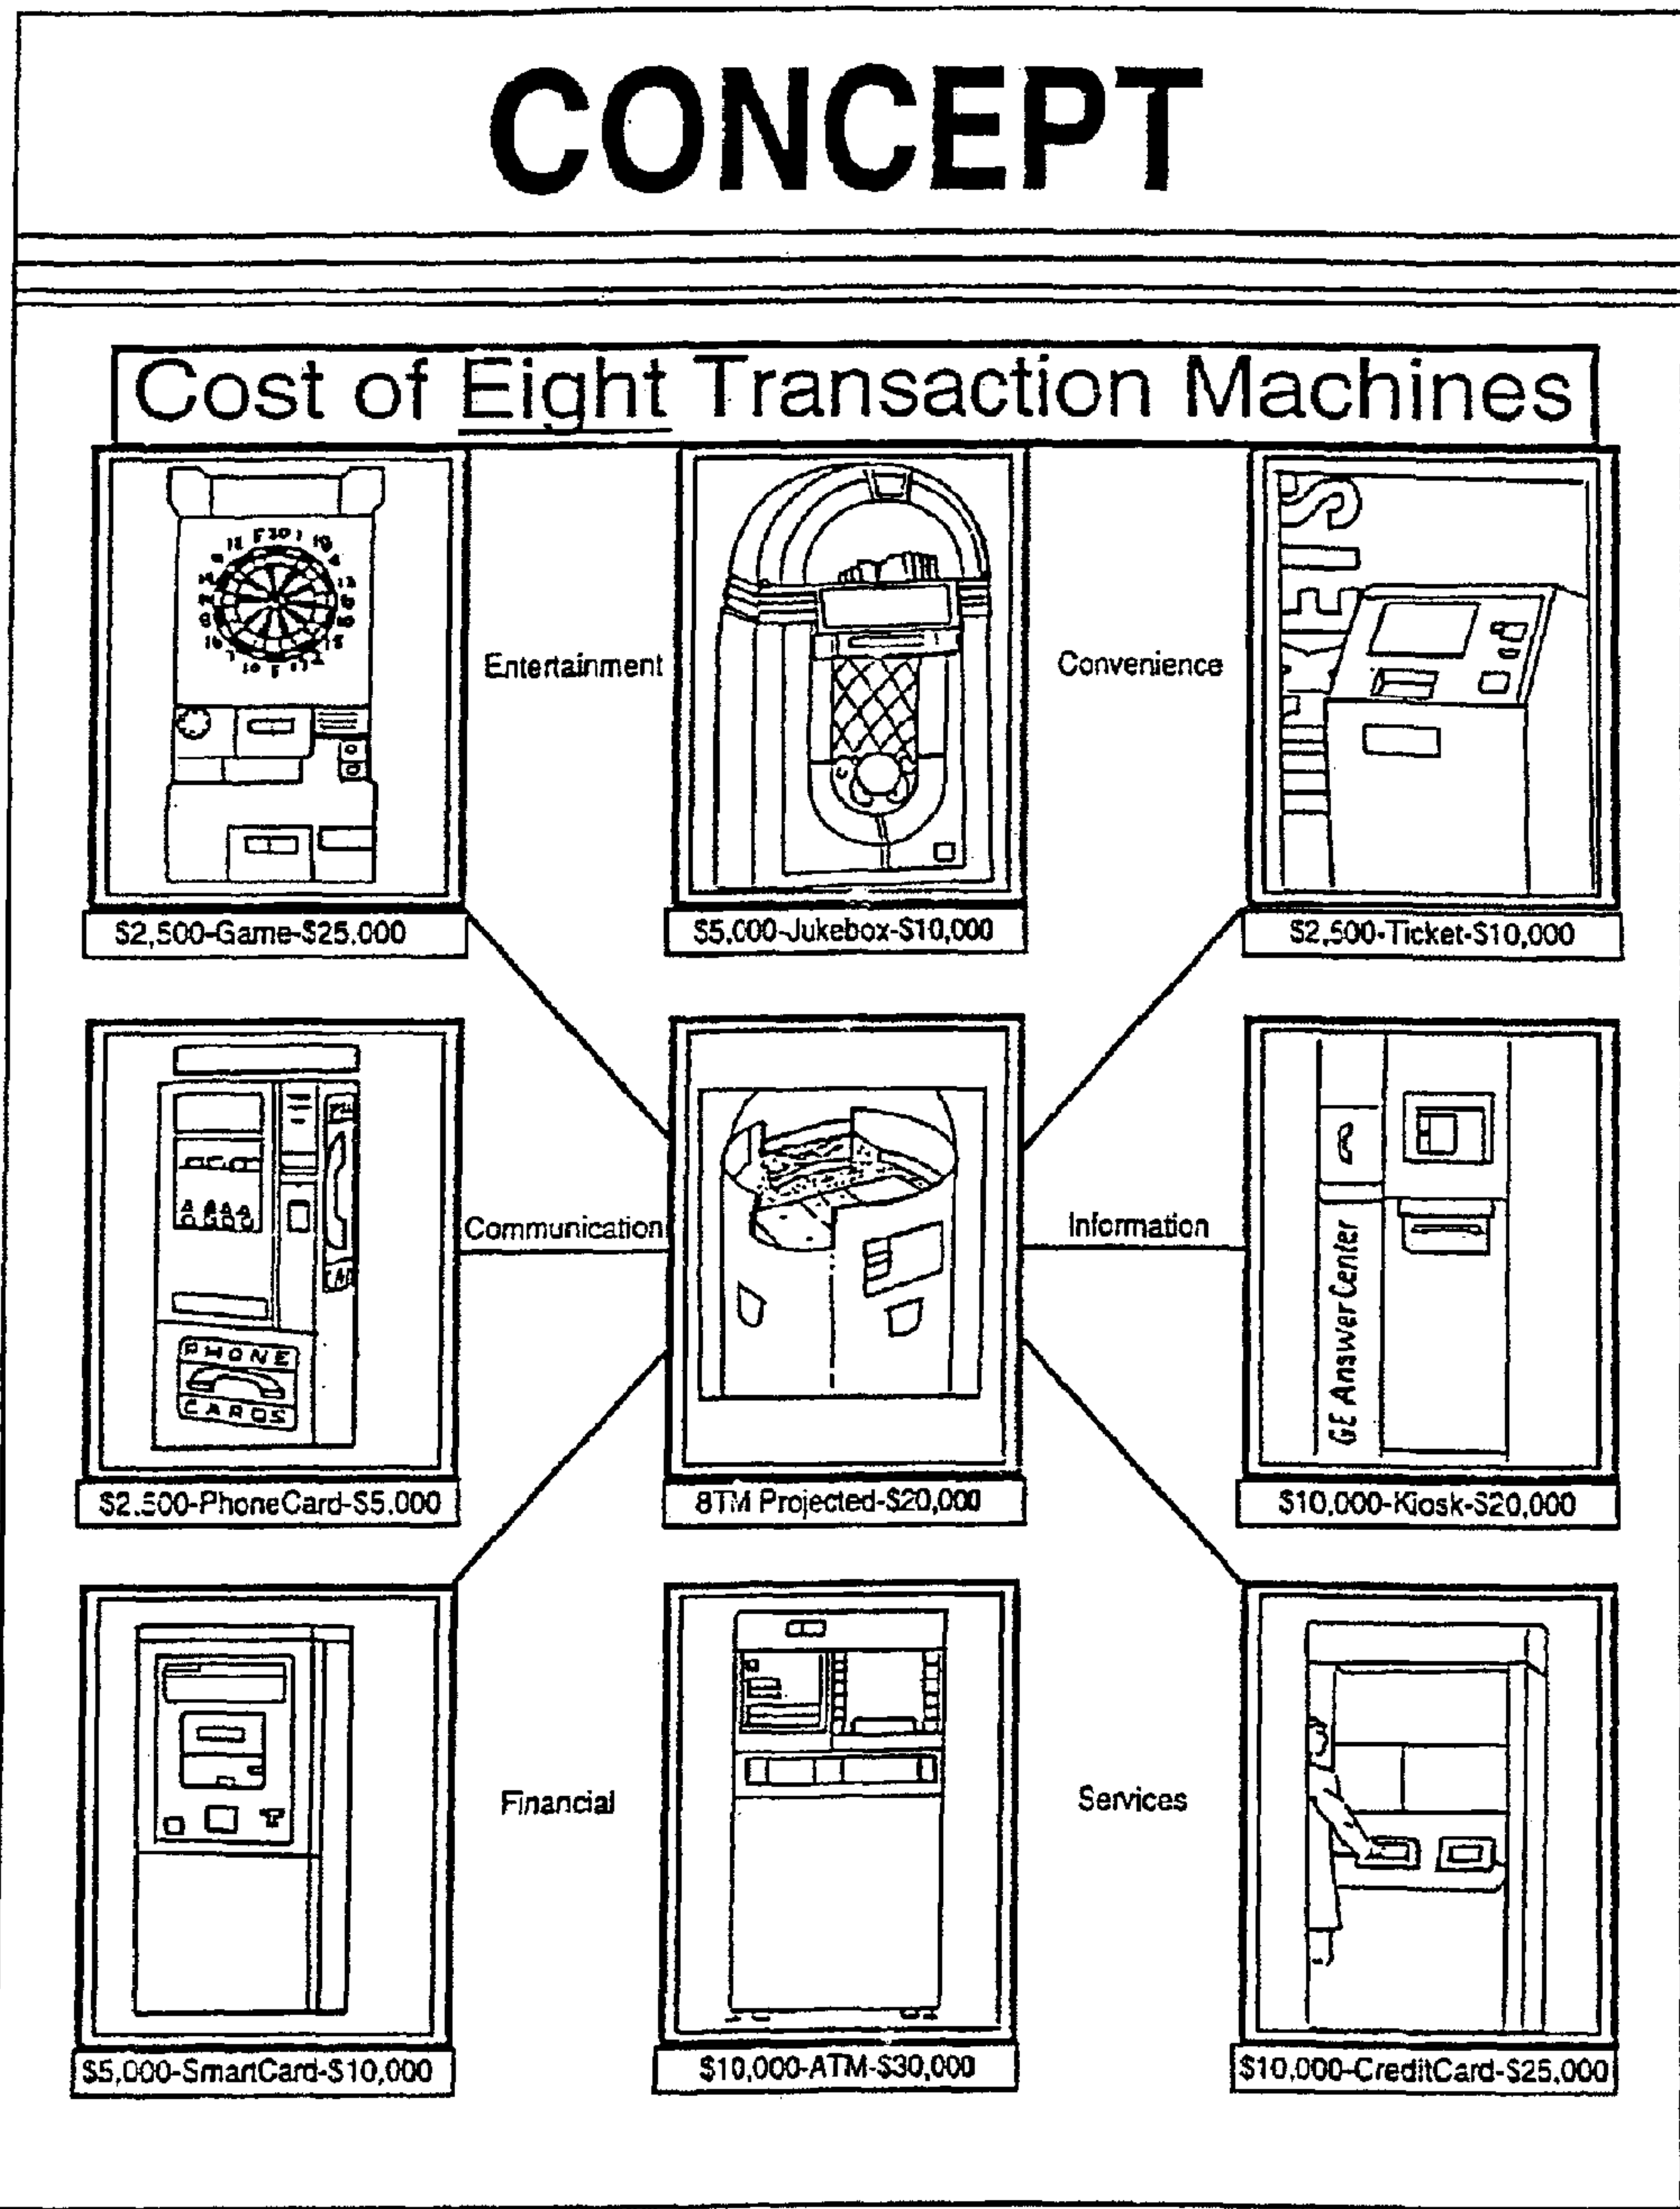 CONCEPT
Cost of Eight Transaction Machines
Entertainment
Convenience
TICKETS
$2,500-Game-$25,000
$5,000-Jukebox-$10,000
$2,500-Ticket-$10,000
Communication
Information
PHONE
CARDS
GE Answer Center
$2,500-PhoneCard-$5,000
8TM Projected-$20,000
$10,000-Kiosk-$20,000
Financial
Services
$5,000-SmartCard-$10,000
$10,000-ATM-$30,000
$10,000-CreditCard-$25,000